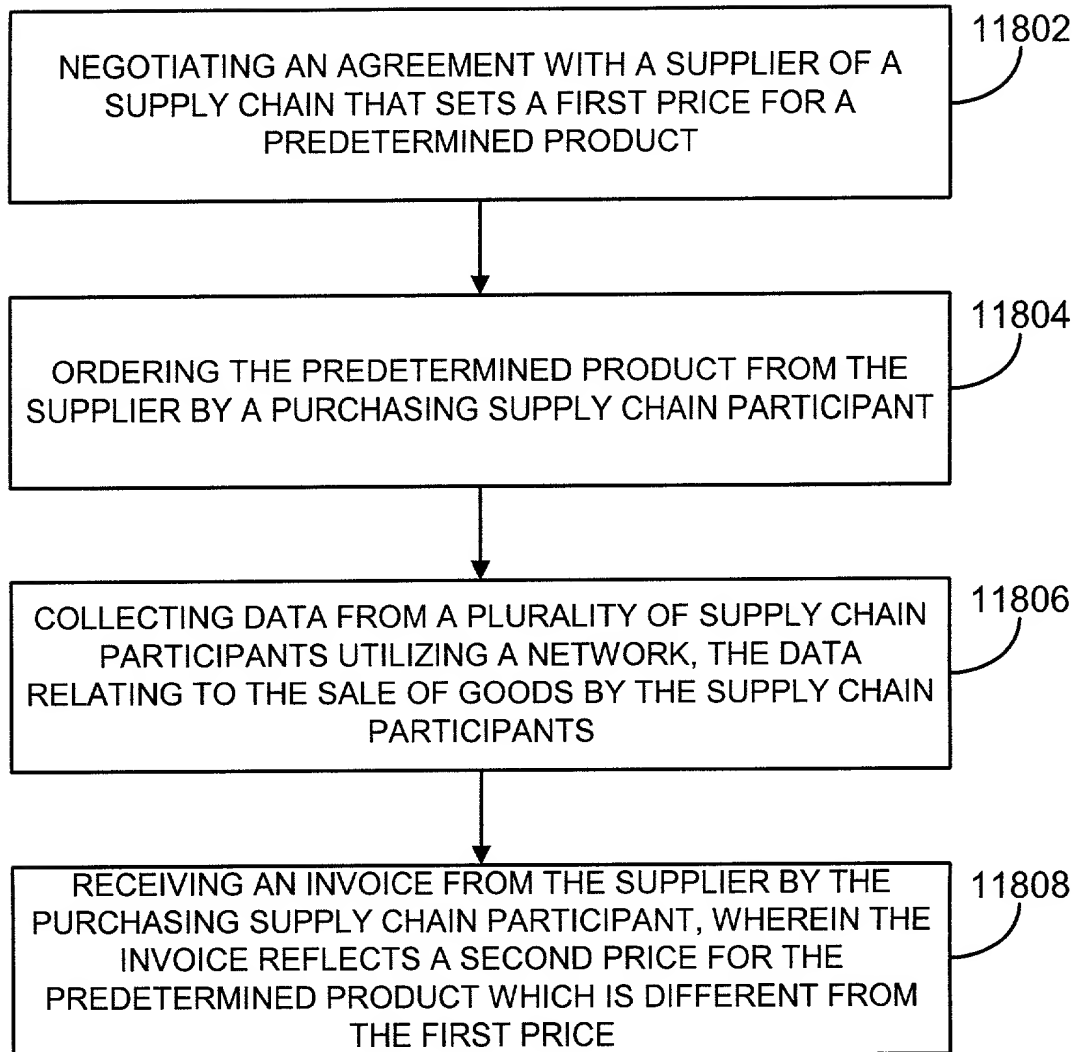 11802
NEGOTIATING AN AGREEMENT WITH A SUPPLIER OF A
SUPPLY CHAIN THAT SETS A FIRST PRICE FOR A
PREDETERMINED PRODUCT
11804
ORDERING THE PREDETERMINED PRODUCT FROM THE
SUPPLIER BY A PURCHASING SUPPLY CHAIN PARTICIPANT
11806
COLLECTING DATA FROM A PLURALITY OF SUPPLY CHAIN
PARTICIPANTS UTILIZING A NETWORK, THE DATA
RELATING TO THE SALE OF GOODS BY THE SUPPLY CHAIN
PARTICIPANTS
11808
RECEIVING AN INVOICE FROM THE SUPPLIER BY THE
PURCHASING SUPPLY CHAIN PARTICIPANT, WHEREIN THE
INVOICE REFLECTS A SECOND PRICE FOR THE
PREDETERMINED PRODUCT WHICH IS DIFFERENT FROM
THE FIRST PRICE